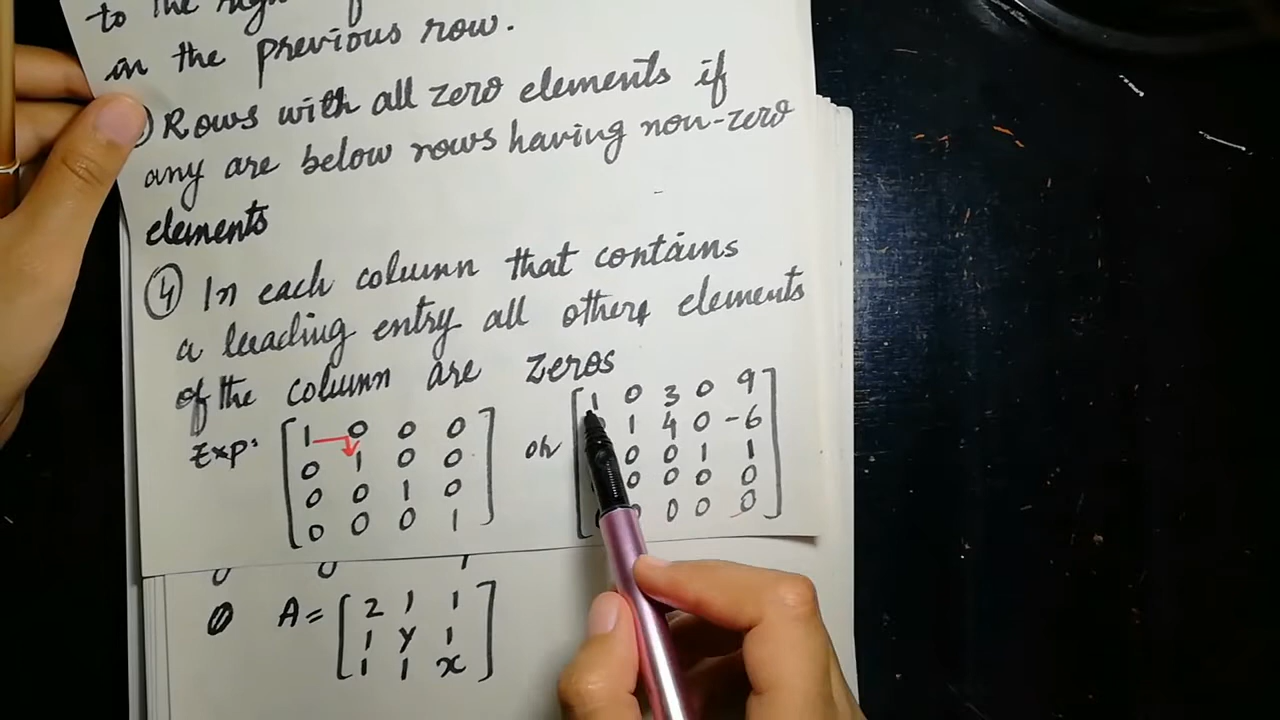 to the right of
in the previous row.
) Rows with all zero elements if
any are below rows having non-zero
elements
④ In each column that contains
a leading entry all other elements
of the column are zeros
Exp: [1 0 0 0] or [1 0 3 0 9]
[0 1 0 0] [1 4 0 -6]
[0 0 1 0] [0 0 1 1]
[0 0 0 1] [0 0 0 0]
[0 0 0]
A = [2 1 1]
[1 y 1]
[1 1 x]